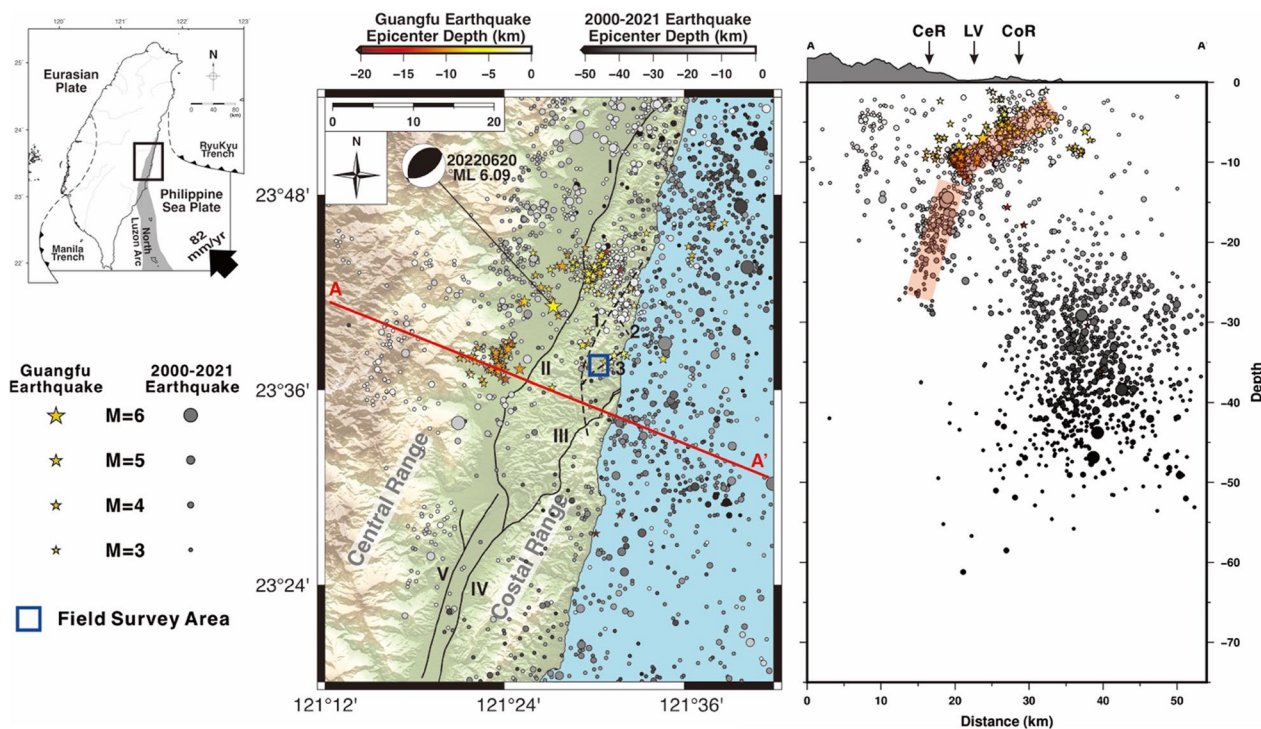 120°
121°
122°
123°
25°
24°
23°
22°
Eurasian
Plate
N
0 40 80
(km)
RyuKyu
Trench
Philippine
Sea Plate
Manila
Trench
North
Luzon Arc
82
mm/yr
Guangfu
Earthquake
2000-2021
Earthquake
M=6
M=5
M=4
M=3
Field Survey Area
Guangfu Earthquake
Epicenter Depth (km)
-20 -15 -10 -5 0
2000-2021 Earthquake
Epicenter Depth (km)
-50 -40 -30 -20 -10 0
0 10 20
N
20220620
ML 6.09
I
II
III
IV
V
1
2
3
A
A'
Central Range
Costal Range
23°48'
23°36'
23°24'
121°12'
121°24'
121°36'
CeR LV CoR
A
A'
0
-10
-20
-30
-40
-50
-60
-70
Depth
0 10 20 30 40 50
Distance (km)